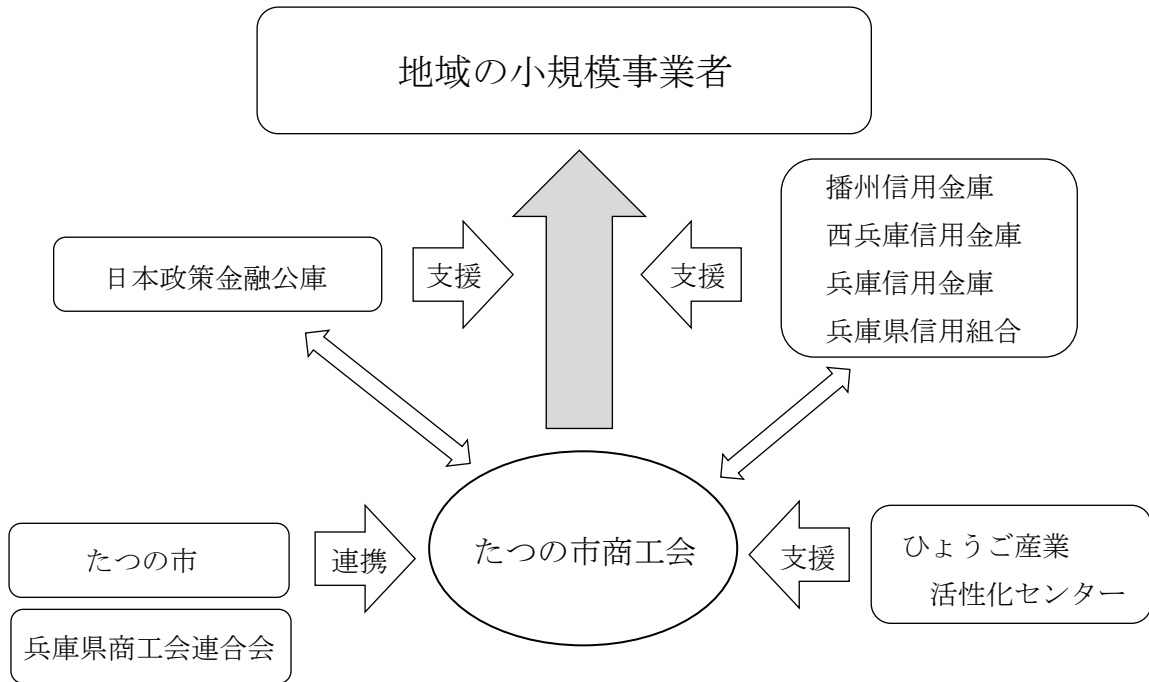 地域の小規模事業者
播州信用金庫
西兵庫信用金庫
兵庫信用金庫
兵庫県信用組合
日本政策金融公庫
支援
支援
たつの市
連携
たつの市商工会
支援
ひょうご産業
活性化センター
兵庫県商工会連合会